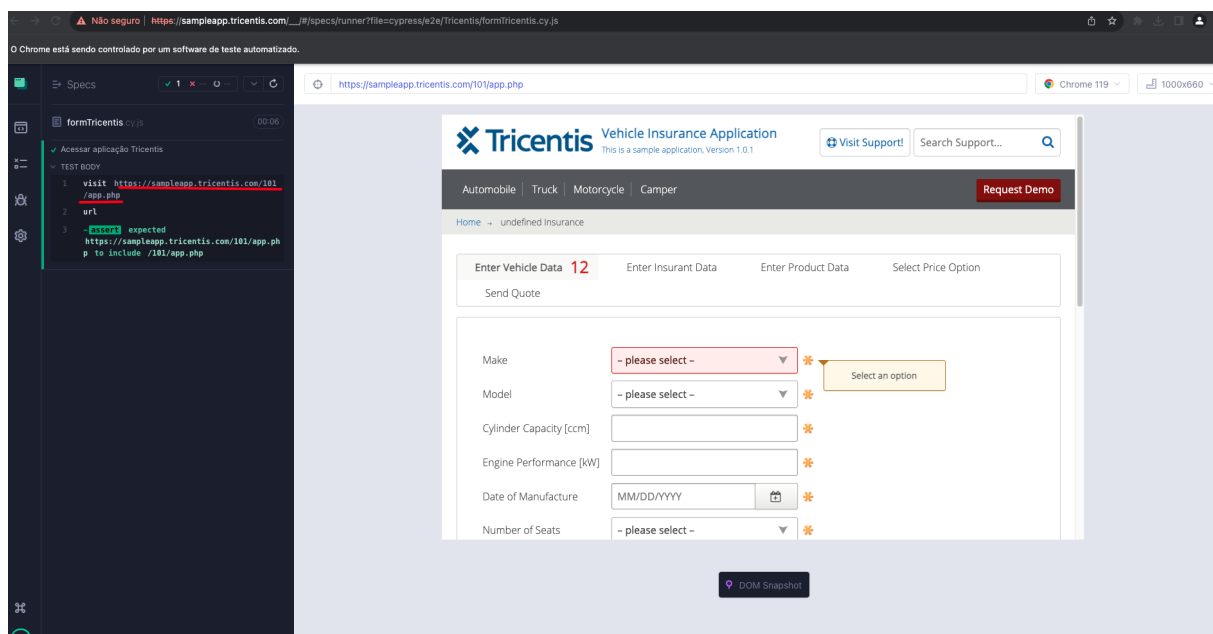 Não seguro https://sampleapp.tricentis.com/__/#/specs/runner?file=cypress/e2e/Tricentis/formTricentis.cy.js
O Chrome está sendo controlado por um software de teste automatizado.
Specs
1 -- --
https://sampleapp.tricentis.com/101/app.php
Chrome 119
1000x660
formTricentis.cy.js 00:06
Acessar aplicação Tricentis
TEST BODY
1 visit https://sampleapp.tricentis.com/101
/app.php
2 url
3 -assert expected
https://sampleapp.tricentis.com/101/app.ph
p to include /101/app.php
Tricentis
Vehicle Insurance Application
This is a sample application, Version 1.0.1
Visit Support!
Search Support...
Automobile Truck Motorcycle Camper
Request Demo
Home → undefined Insurance
Enter Vehicle Data 12 Enter Insurant Data Enter Product Data Select Price Option
Send Quote
Make – please select –
Select an option
Model – please select –
Cylinder Capacity [ccm]
Engine Performance [kW]
Date of Manufacture MM/DD/YYYY
Number of Seats – please select –
DOM Snapshot